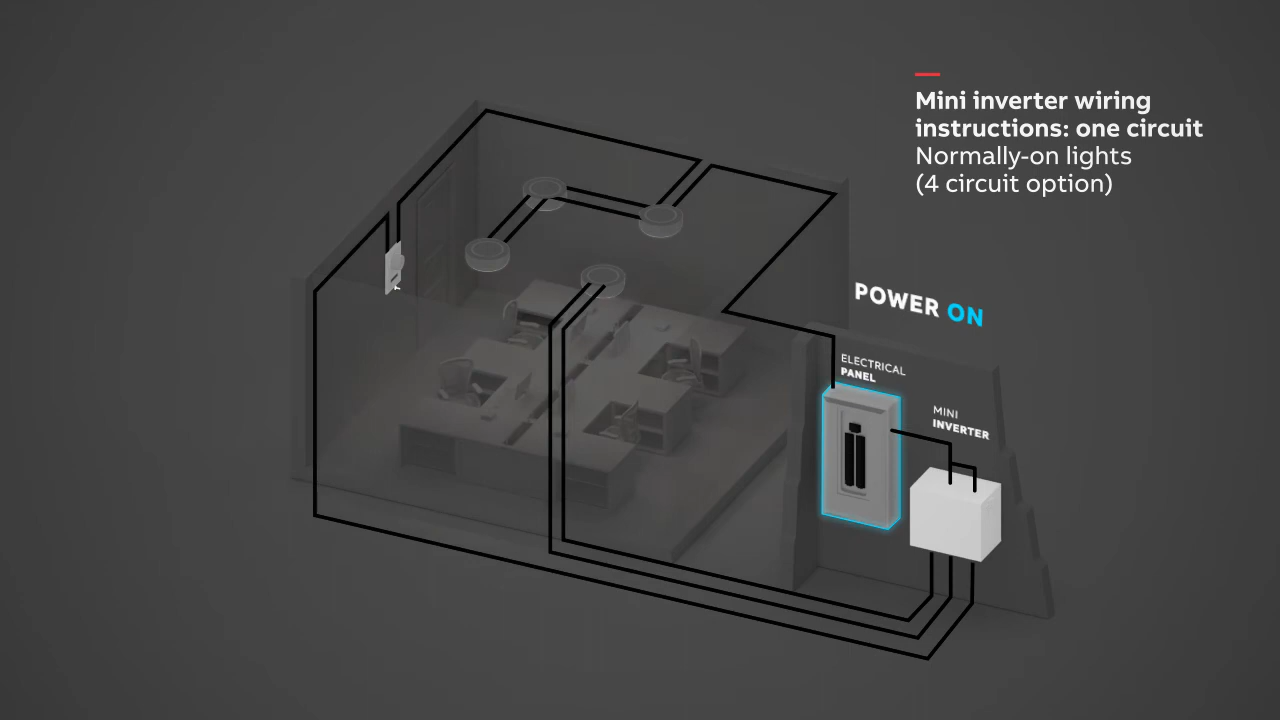 Mini inverter wiring
instructions: one circuit
Normally-on lights
(4 circuit option)
POWER ON
ELECTRICAL
PANEL
MINI
INVERTER